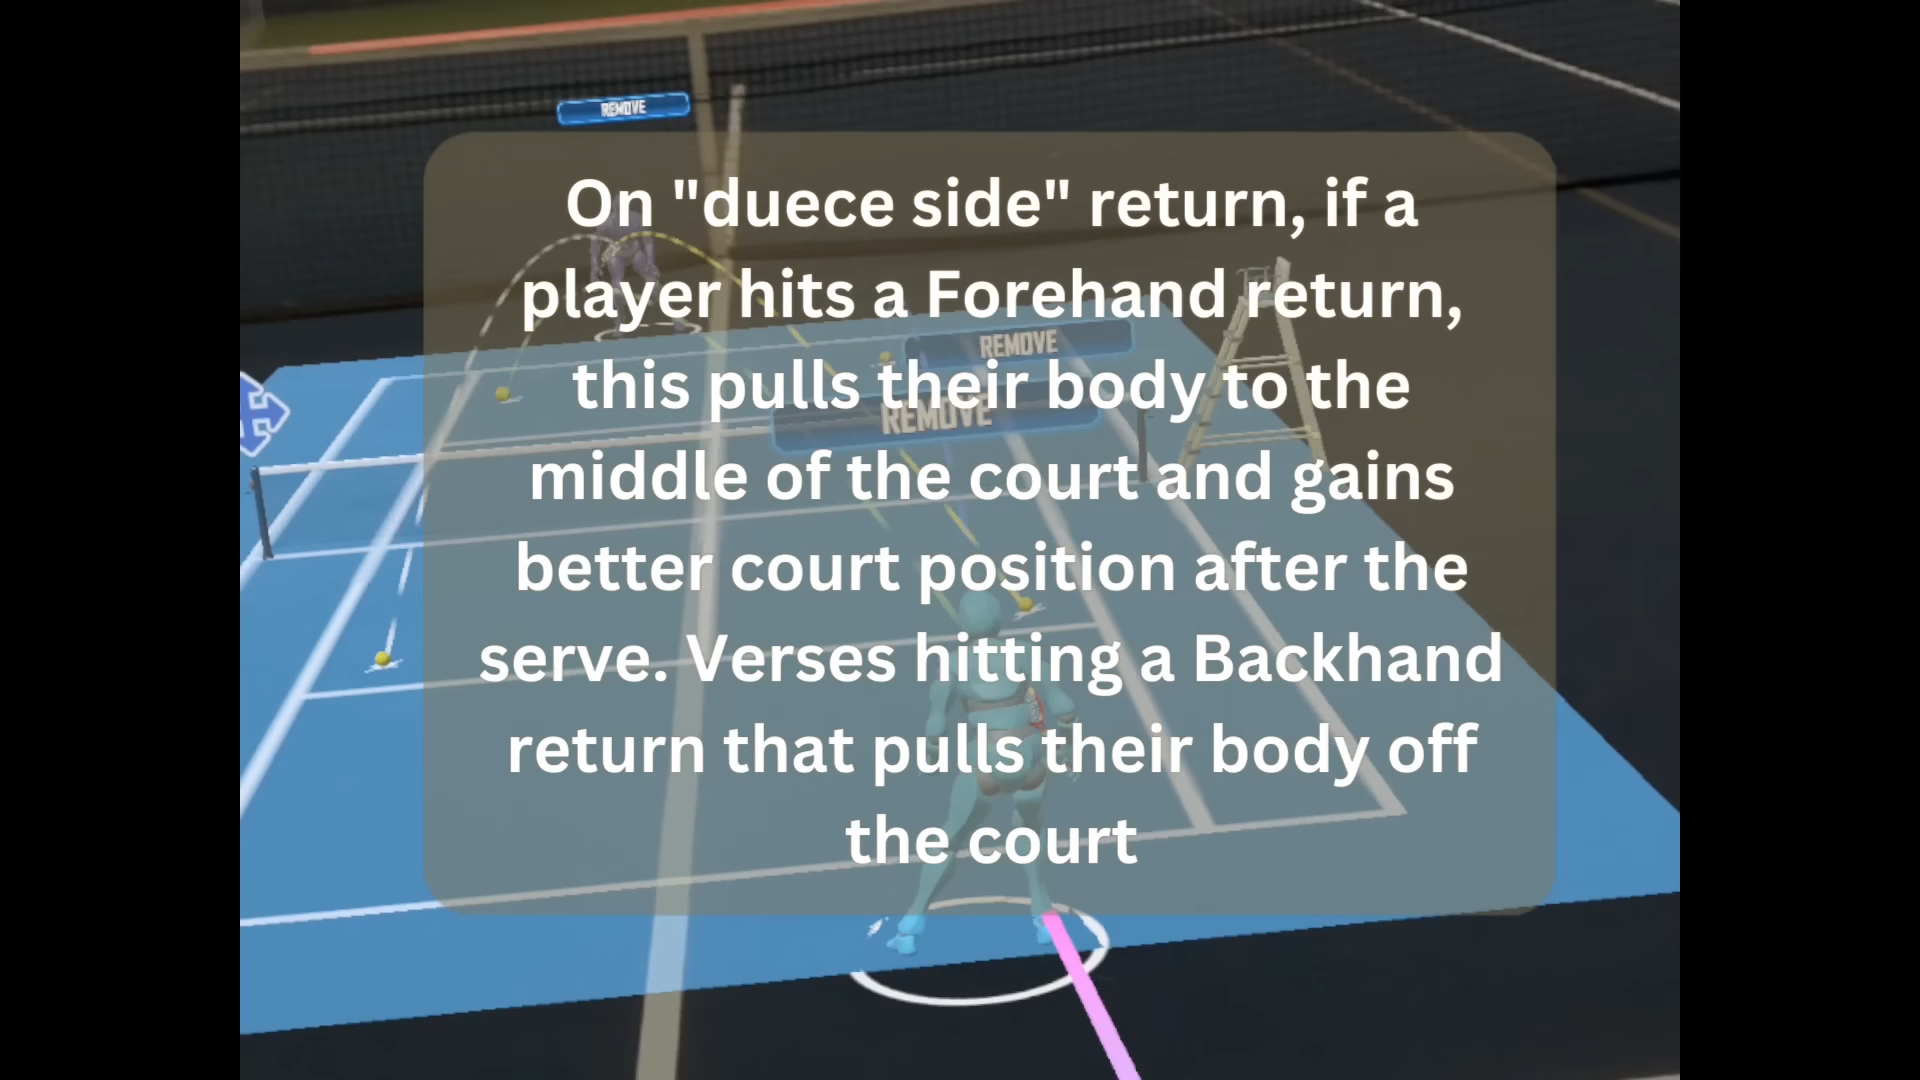 REMOVE
On "duece side" return, if a
player hits a Forehand return,
this pulls their body to the
REMOVE
REMOVE
middle of the court and gains
better court position after the
serve. Verses hitting a Backhand
return that pulls their body off
the court